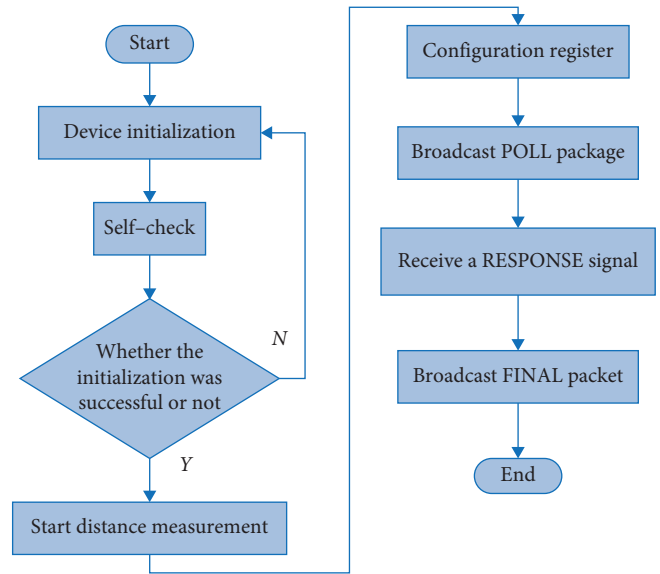 Start
Device initialization
Self–check
Whether the
initialization was
successful or not
N
Y
Start distance measurement
Configuration register
Broadcast POLL package
Receive a RESPONSE signal
Broadcast FINAL packet
End